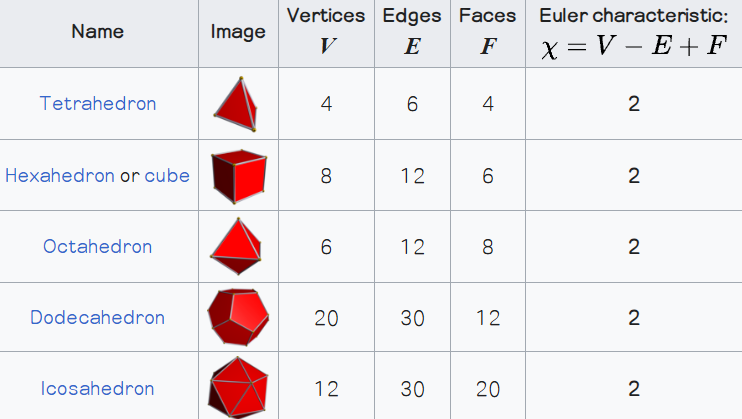 Name Image Vertices V Edges E Faces F Euler characteristic: χ = V − E + F
Tetrahedron 4 6 4 2
Hexahedron or cube 8 12 6 2
Octahedron 6 12 8 2
Dodecahedron 20 30 12 2
Icosahedron 12 30 20 2